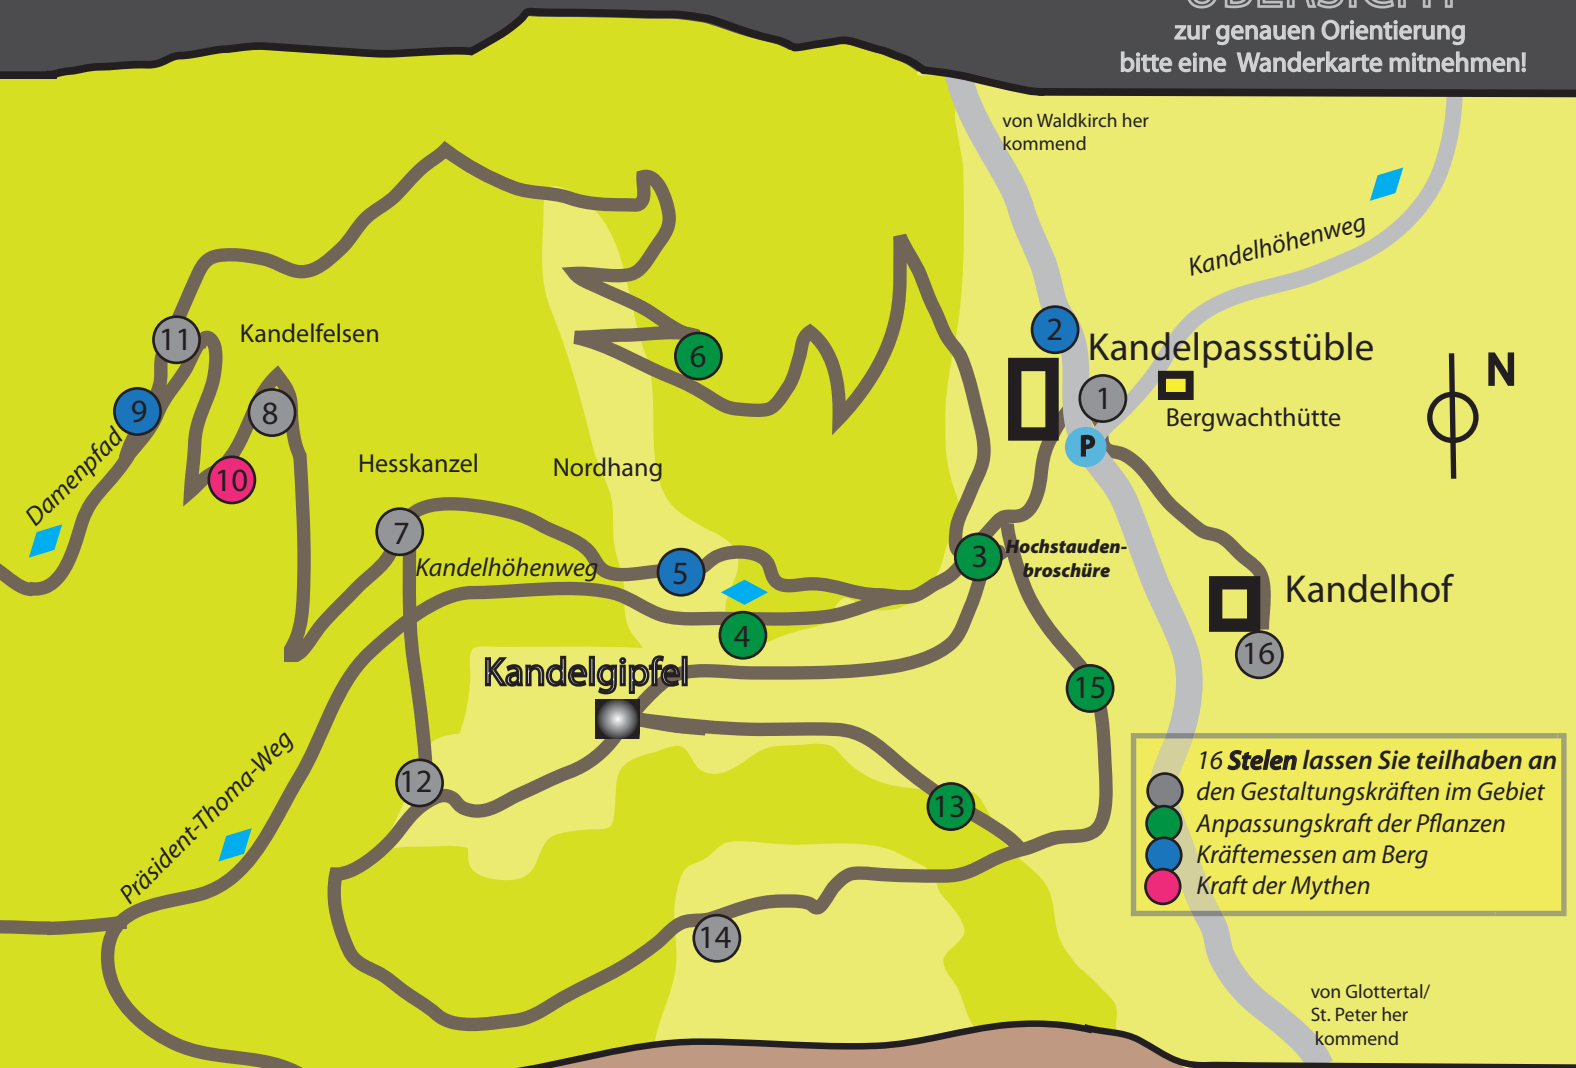 ÜBERSICHT
zur genauen Orientierung
bitte eine Wanderkarte mitnehmen!
von Waldkirch her
kommend
Kandelhöhenweg
2
Kandelpassstüble
11
Kandelfelsen
6
N
1
Bergwachthütte
9
8
P
Damenpfad
10
Hesskanzel
Nordhang
7
Kandelhöhenweg
5
3
Hochstauden-
broschüre
4
Kandelhof
16
Kandelgipfel
15
12
13
Präsident-Thoma-Weg
14
16 Stelen lassen Sie teilhaben an
den Gestaltungskräften im Gebiet
Anpassungskraft der Pflanzen
Kräftemessen am Berg
Kraft der Mythen
von Glottertal/
St. Peter her
kommend